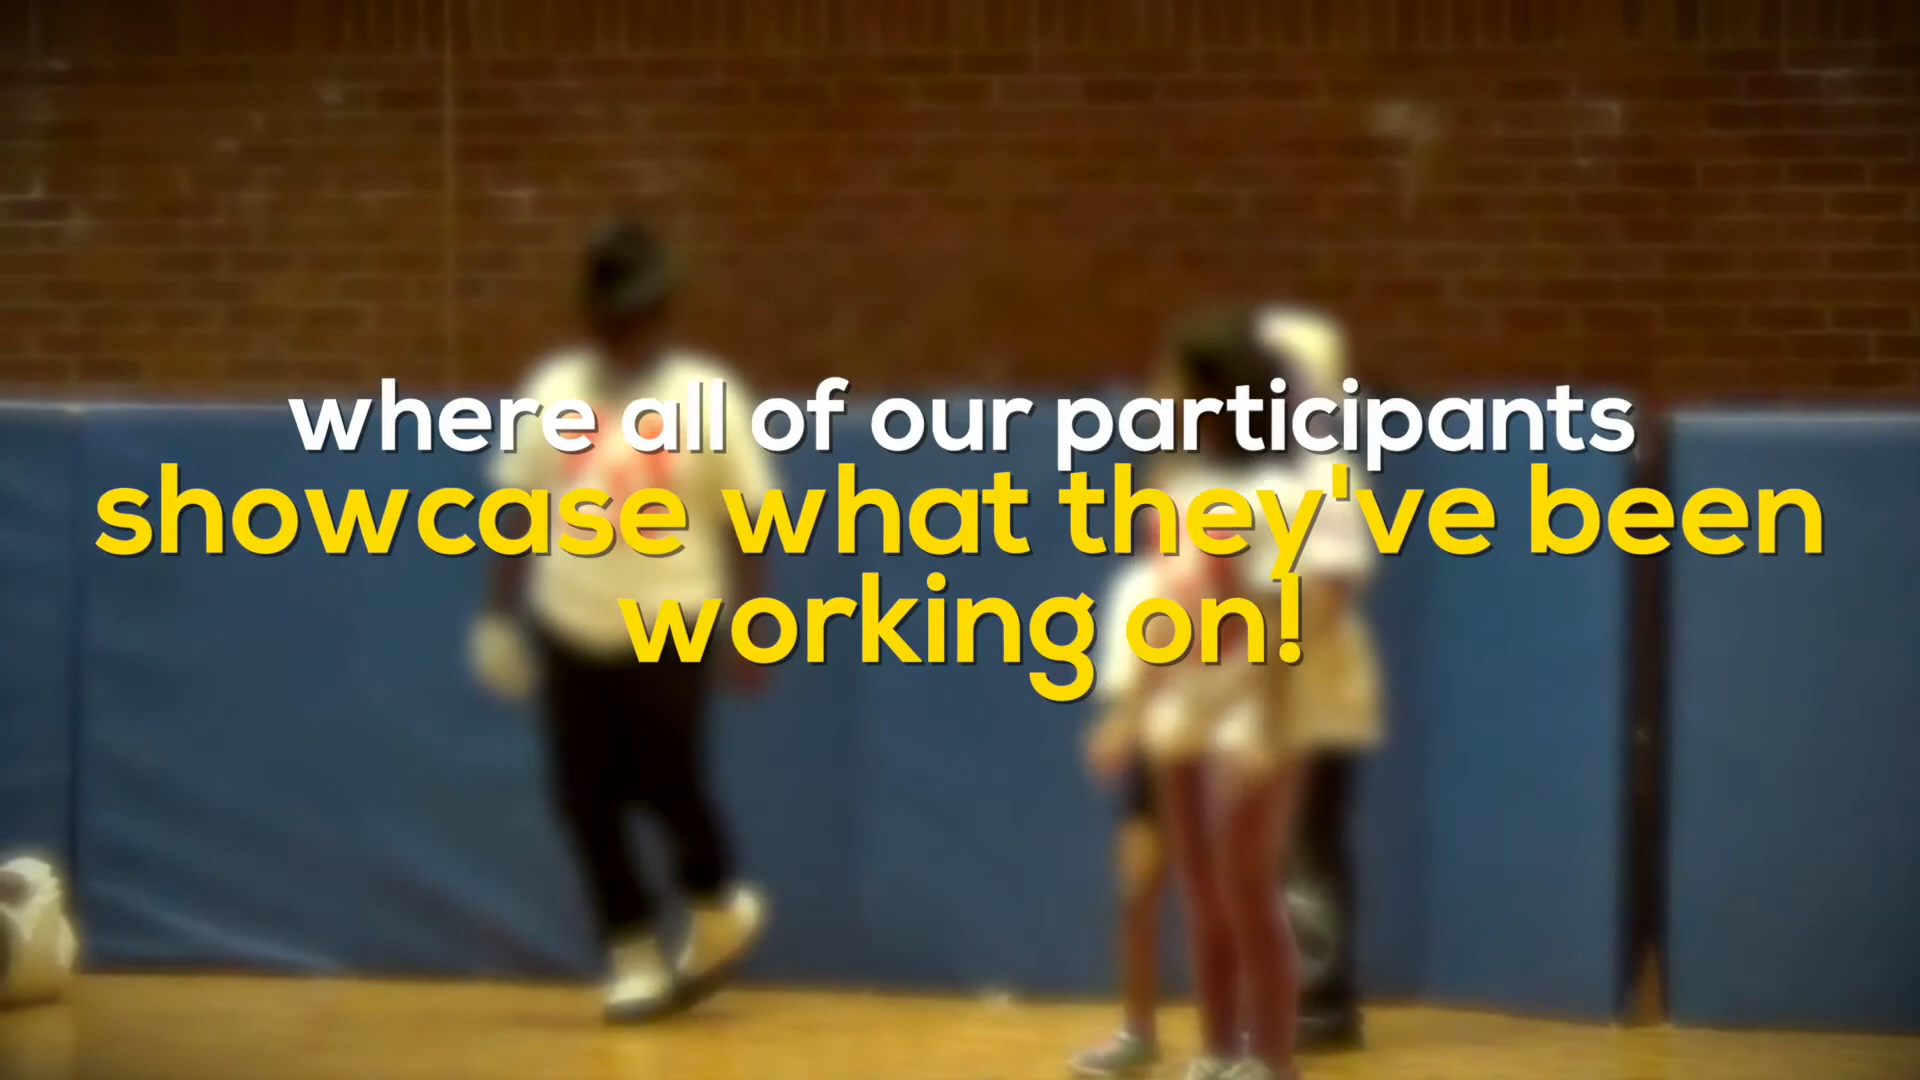 where all of our participants
showcase what they've been
working on!